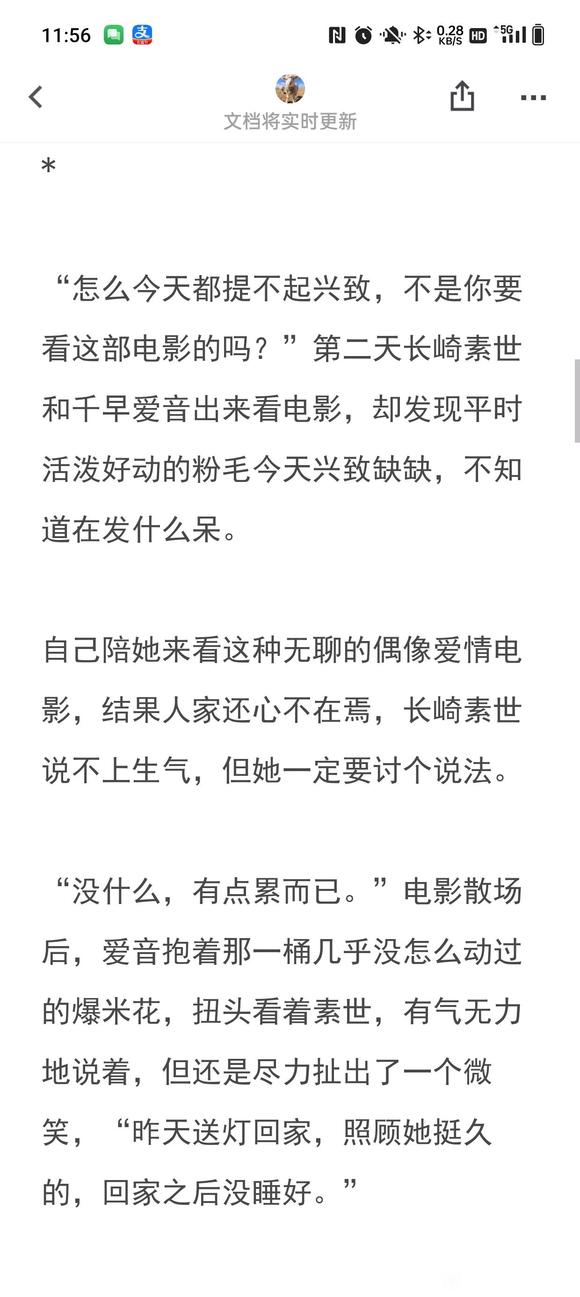 11:56
支
0.28
KB/S
HD
5G
文档将实时更新
*
“怎么今天都提不起兴致，不是你要
看这部电影的吗？”第二天长崎素世
和千早爱音出来看电影，却发现平时
活泼好动的粉毛今天兴致缺缺，不知
道在发什么呆。
自己陪她来看这种无聊的偶像爱情电
影，结果人家还心不在焉，长崎素世
说不上生气，但她一定要讨个说法。
“没什么，有点累而已。”电影散场
后，爱音抱着那一桶几乎没怎么动过
的爆米花，扭头看着素世，有气无力
地说着，但还是尽力扯出了一个微
笑，“昨天送灯回家，照顾她挺久
的，回家之后没睡好。”